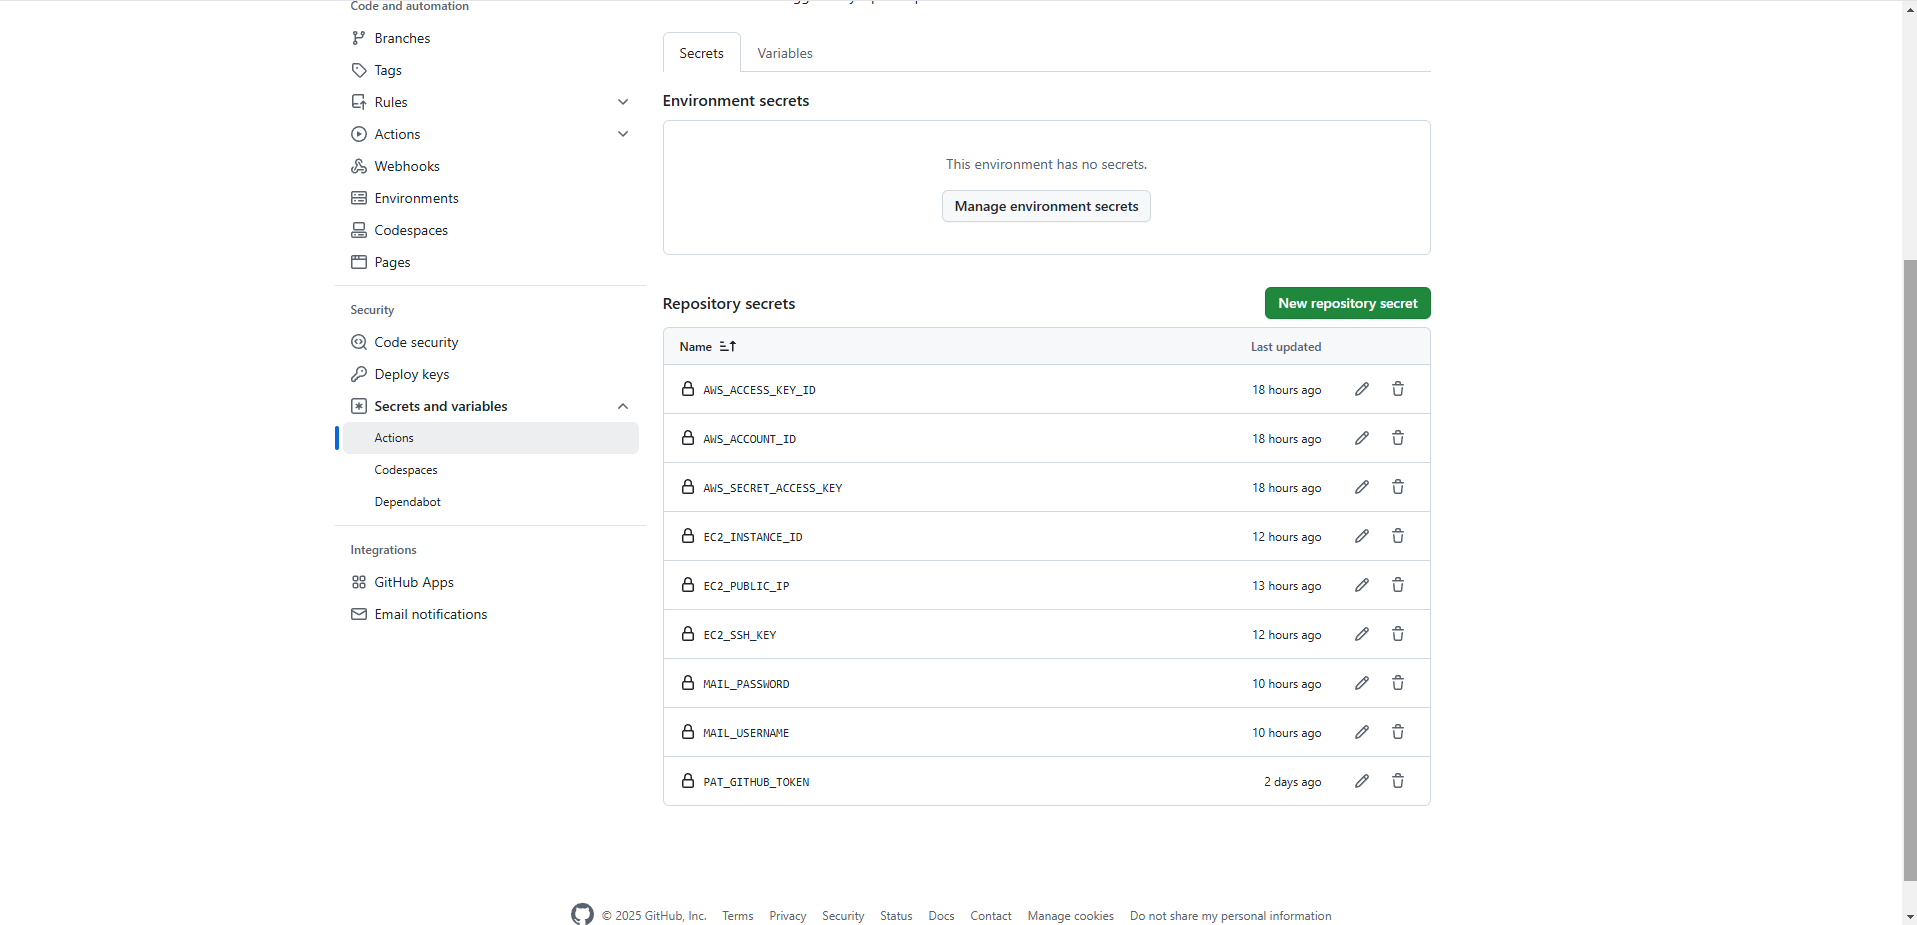 Code and automation
Branches
Tags
Rules
Actions
Webhooks
Environments
Codespaces
Pages
Security
Code security
Deploy keys
Secrets and variables
Actions
Codespaces
Dependabot
Integrations
GitHub Apps
Email notifications
Secrets Variables
Environment secrets
This environment has no secrets.
Manage environment secrets
Repository secrets New repository secret
Name Last updated
AWS_ACCESS_KEY_ID 18 hours ago
AWS_ACCOUNT_ID 18 hours ago
AWS_SECRET_ACCESS_KEY 18 hours ago
EC2_INSTANCE_ID 12 hours ago
EC2_PUBLIC_IP 13 hours ago
EC2_SSH_KEY 12 hours ago
MAIL_PASSWORD 10 hours ago
MAIL_USERNAME 10 hours ago
PAT_GITHUB_TOKEN 2 days ago
© 2025 GitHub, Inc. Terms Privacy Security Status Docs Contact Manage cookies Do not share my personal information